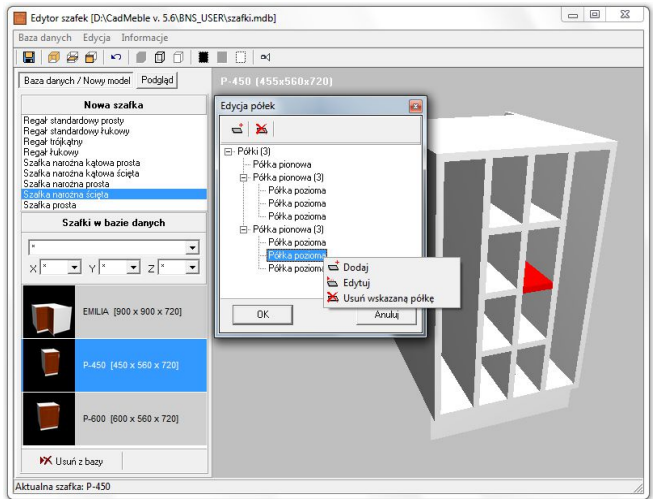 Edytor szafek [D:\CadMeble v. 5.6\BNS_USER\szafki.mdb]
Baza danych Edycja Informacje
Baza danych / Nowy model Podgląd
P-450 (455x560x720)
Nowa szafka
Regał standardowy prosty
Regał standardowy łukowy
Regał trójkątny
Regał łukowy
Szafka narożna kątowa prosta
Szafka narożna kątowa ścięta
Szafka narożna prosta
Szafka narożna ścięta
Szafka prosta
Szafki w bazie danych
*
X * Y * Z *
EMILIA [900 x 900 x 720]
P-450 [450 x 560 x 720]
P-600 [600 x 560 x 720]
Usuń z bazy
Aktualna szafka: P-450
Edycja półek
Półki (3)
Półka pionowa
Półka pionowa (3)
Półka pozioma
Półka pozioma
Półka pozioma
Półka pionowa (3)
Półka pozioma
Półka pozioma
Półka pozioma
Dodaj
Edytuj
Usuń wskazaną półkę
OK Anuluj